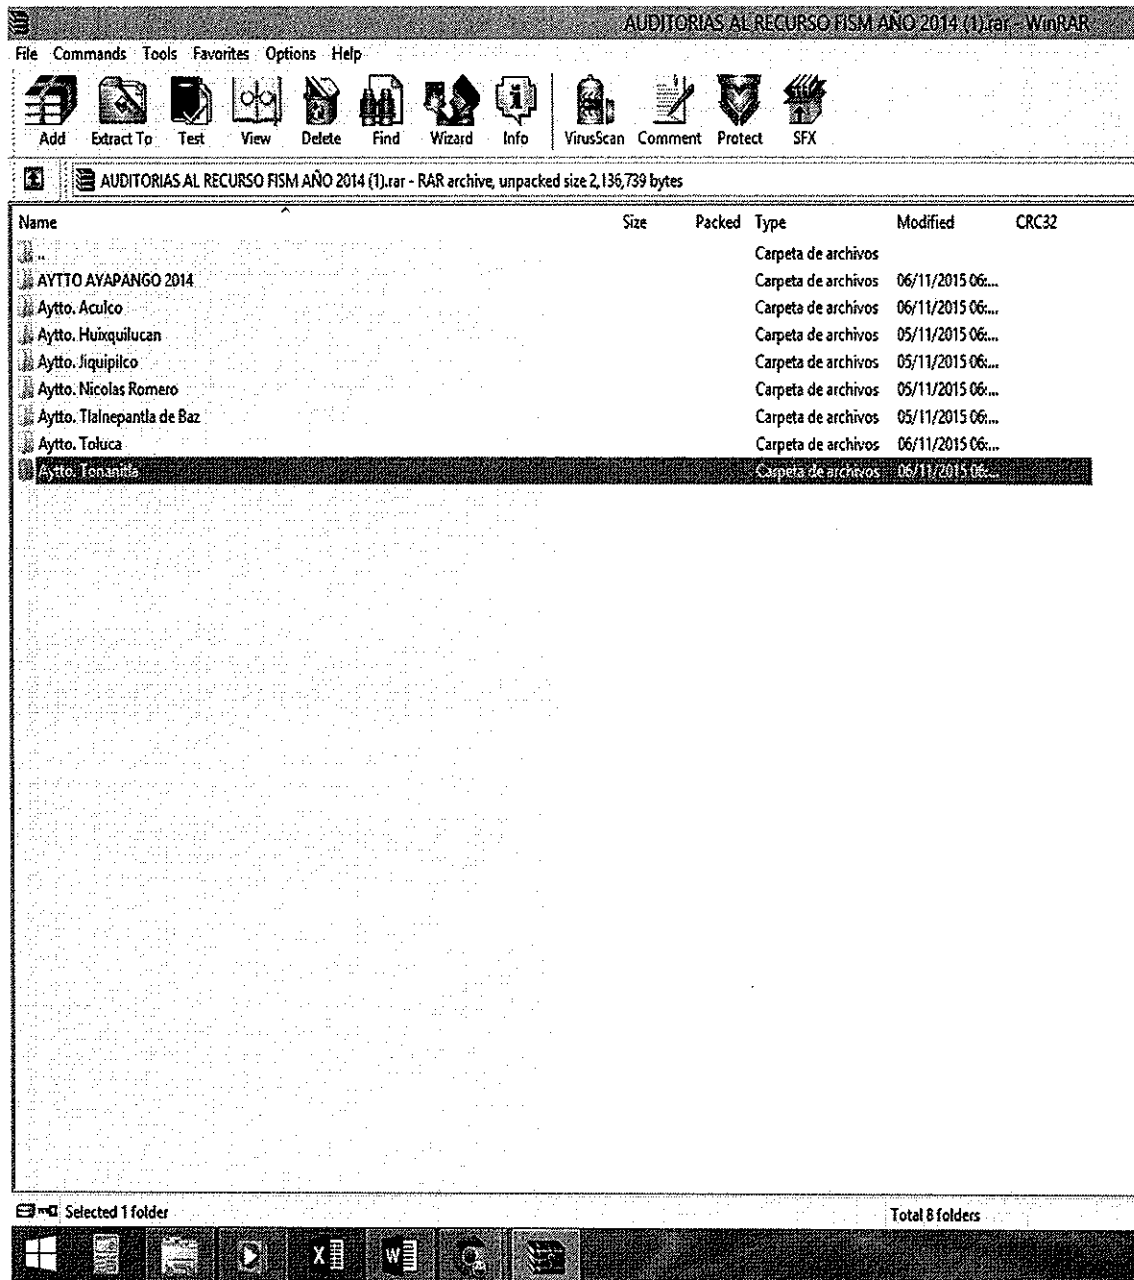 AUDITORIAS AL RECURSO FISM AÑO 2014 (1).rar - WinRAR
File Commands Tools Favorites Options Help
Add Extract To Test View Delete Find Wizard Info VirusScan Comment Protect SFX
AUDITORIAS AL RECURSO FISM AÑO 2014 (1).rar - RAR archive, unpacked size 2,136,739 bytes
Name Size Packed Type Modified CRC32
.. Carpeta de archivos
AYTTO AYAPANGO 2014 Carpeta de archivos 06/11/2015 06:...
Aytto. Aculco Carpeta de archivos 06/11/2015 06:...
Aytto. Huixquilucan Carpeta de archivos 05/11/2015 06:...
Aytto. Jiquipilco Carpeta de archivos 05/11/2015 06:...
Aytto. Nicolas Romero Carpeta de archivos 05/11/2015 06:...
Aytto. Tlalnepantla de Baz Carpeta de archivos 05/11/2015 06:...
Aytto. Toluca Carpeta de archivos 06/11/2015 06:...
Aytto. Tonanitla Carpeta de archivos 06/11/2015 06:...
Selected 1 folder Total 8 folders